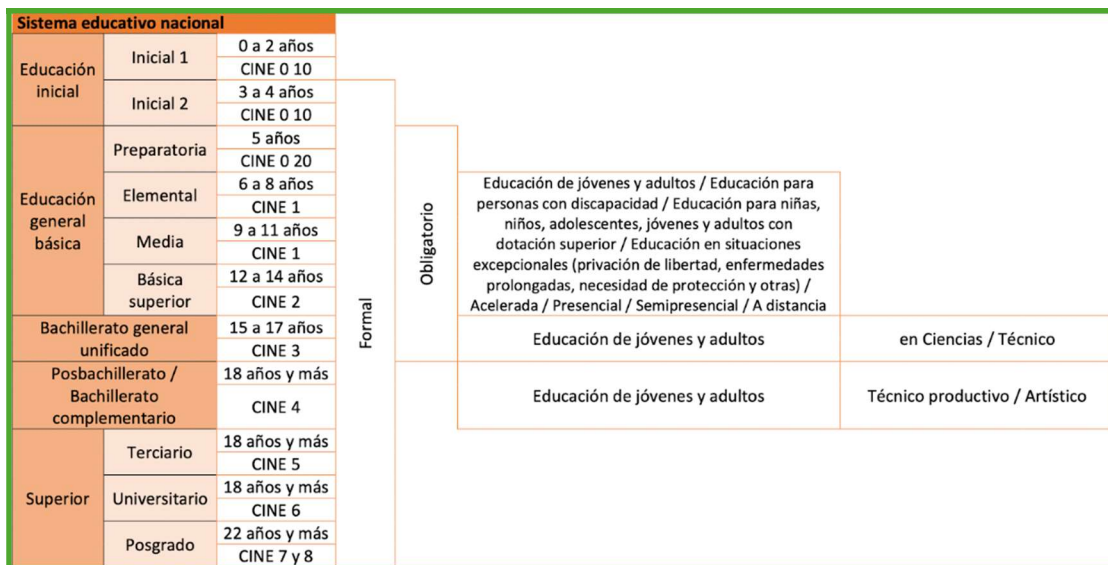 Sistema educativo nacional
Educación
inicial
Inicial 1
0 a 2 años
CINE 0 10
Inicial 2
3 a 4 años
CINE 0 10
Educación
general
básica
Preparatoria
5 años
CINE 0 20
Elemental
6 a 8 años
CINE 1
Media
9 a 11 años
CINE 1
Básica
superior
12 a 14 años
CINE 2
Bachillerato general
unificado
15 a 17 años
CINE 3
Posbachillerato /
Bachillerato
complementario
18 años y más
CINE 4
Superior
Terciario
18 años y más
CINE 5
Universitario
18 años y más
CINE 6
Posgrado
22 años y más
CINE 7 y 8
Formal
Obligatorio
Educación de jóvenes y adultos / Educación para
personas con discapacidad / Educación para niñas,
niños, adolescentes, jóvenes y adultos con
dotación superior / Educación en situaciones
excepcionales (privación de libertad, enfermedades
prolongadas, necesidad de protección y otras) /
Acelerada / Presencial / Semipresencial / A distancia
Educación de jóvenes y adultos
en Ciencias / Técnico
Educación de jóvenes y adultos
Técnico productivo / Artístico